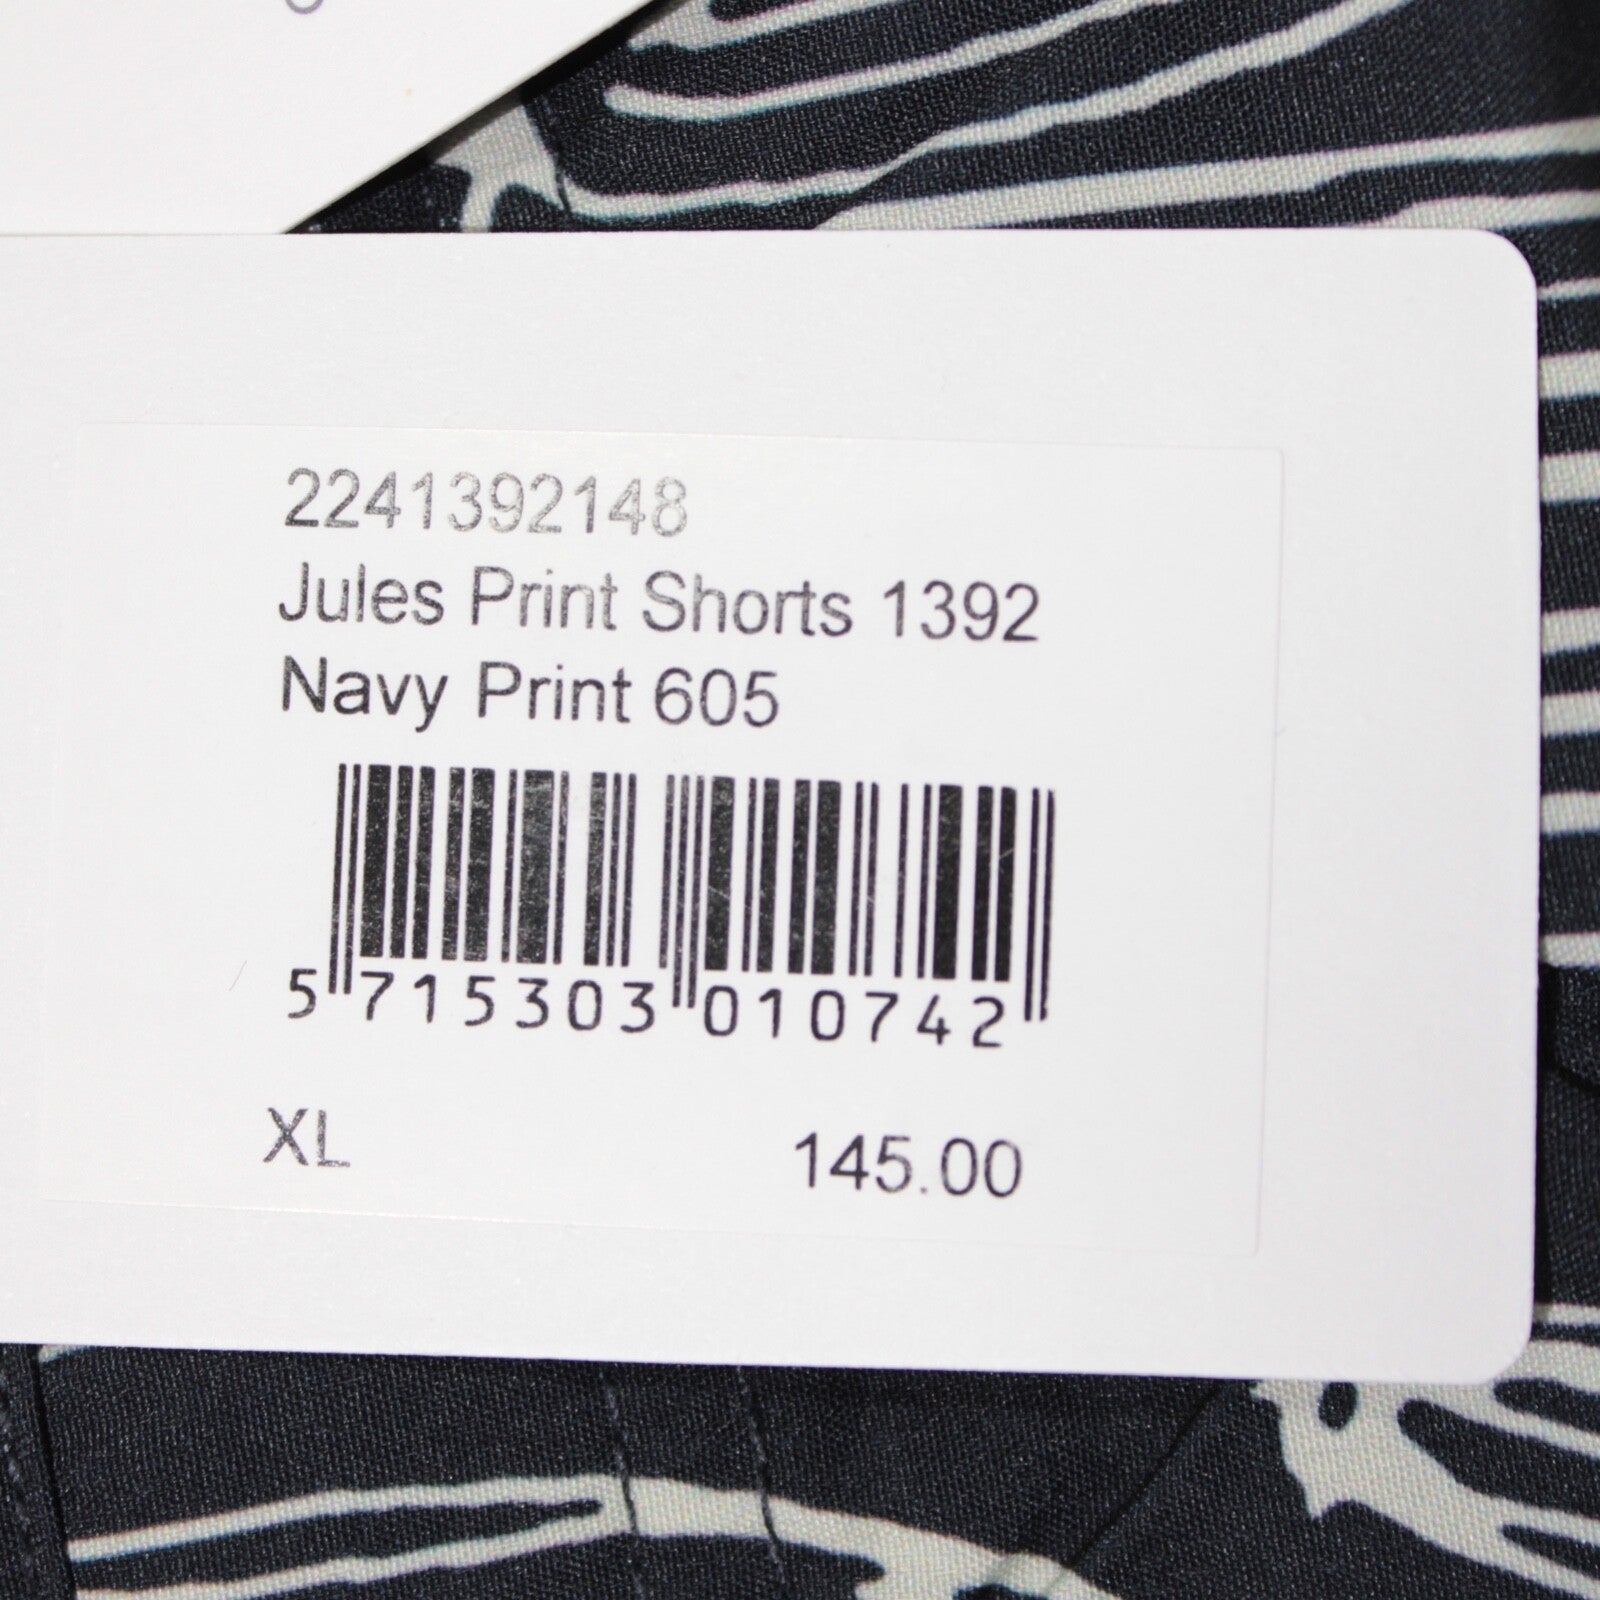 2241392148
Jules Print Shorts 1392
Navy Print 605
5 715303 010742
XL 145.00